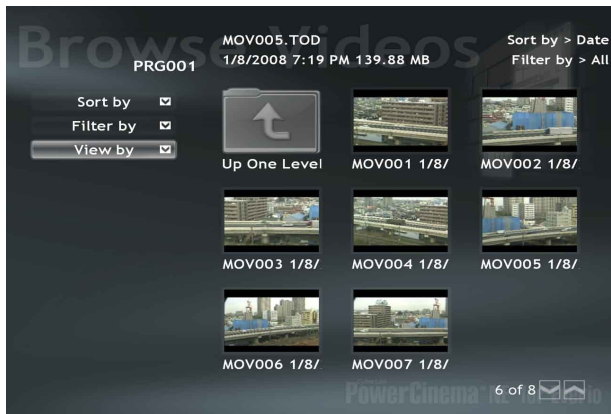 Browse Videos
MOV005.TOD
Sort by > Date
PRG001
1/8/2008 7:19 PM 139.88 MB
Filter by > All
Sort by
Filter by
View by
Up One Level
MOV001 1/8/
MOV002 1/8/
MOV003 1/8/
MOV004 1/8/
MOV005 1/8/
MOV006 1/8/
MOV007 1/8/
6 of 8
PowerCinema